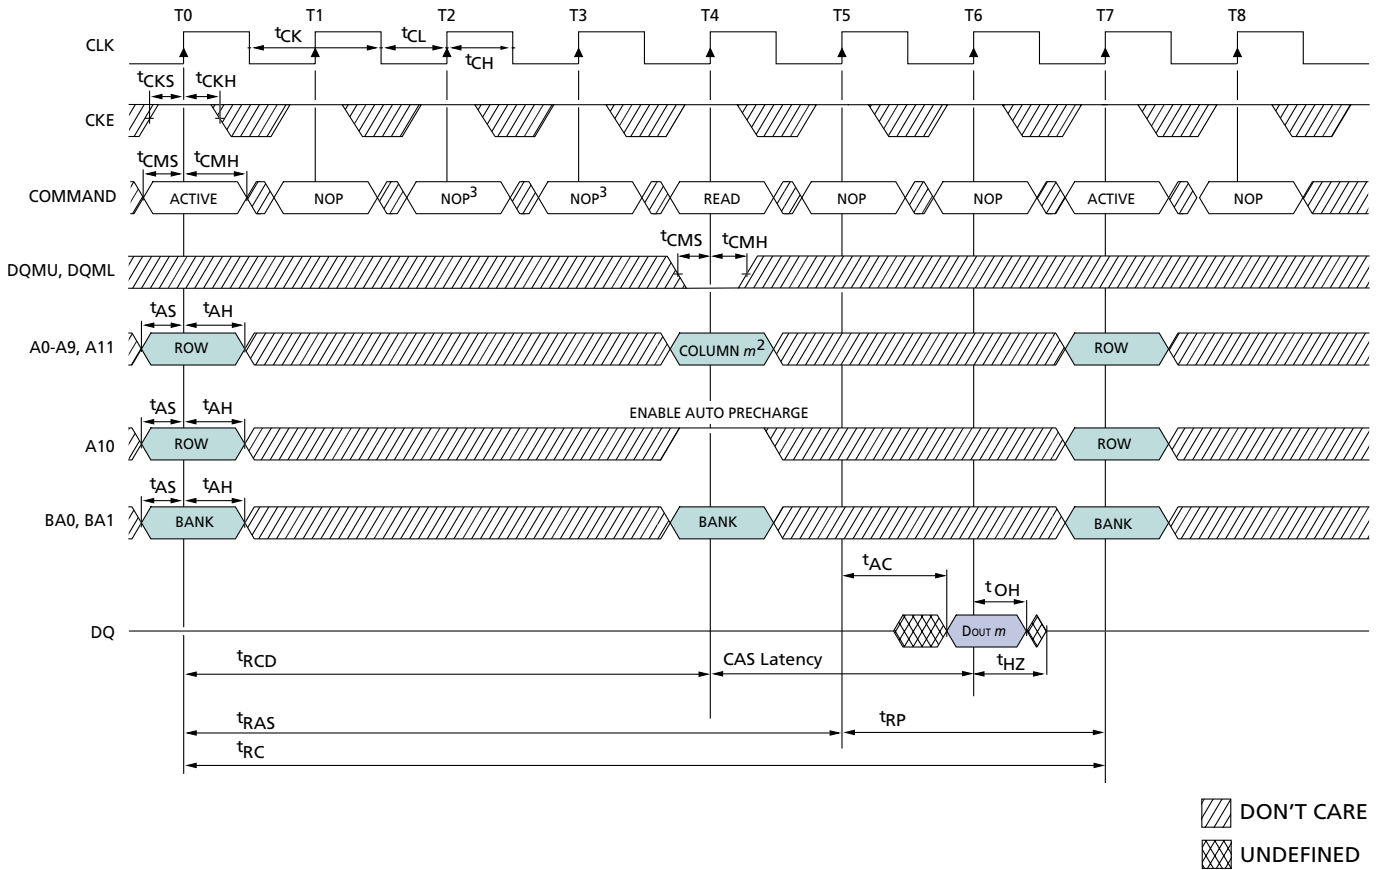 T0 T1 T2 T3 T4 T5 T6 T7 T8
CLK tCK tCL tCH
tCKS tCKH
CKE
tCMS tCMH
COMMAND ACTIVE NOP NOP3 NOP3 READ NOP NOP ACTIVE NOP
tCMS tCMH
DQMU, DQML
tAS tAH
A0-A9, A11 ROW COLUMN m2 ROW
tAS tAH ENABLE AUTO PRECHARGE
A10 ROW ROW
tAS tAH
BA0, BA1 BANK BANK BANK
tAC
tOH
DQ DOUT m
tRCD CAS Latency tHZ
tRAS tRP
tRC
DON'T CARE
UNDEFINED